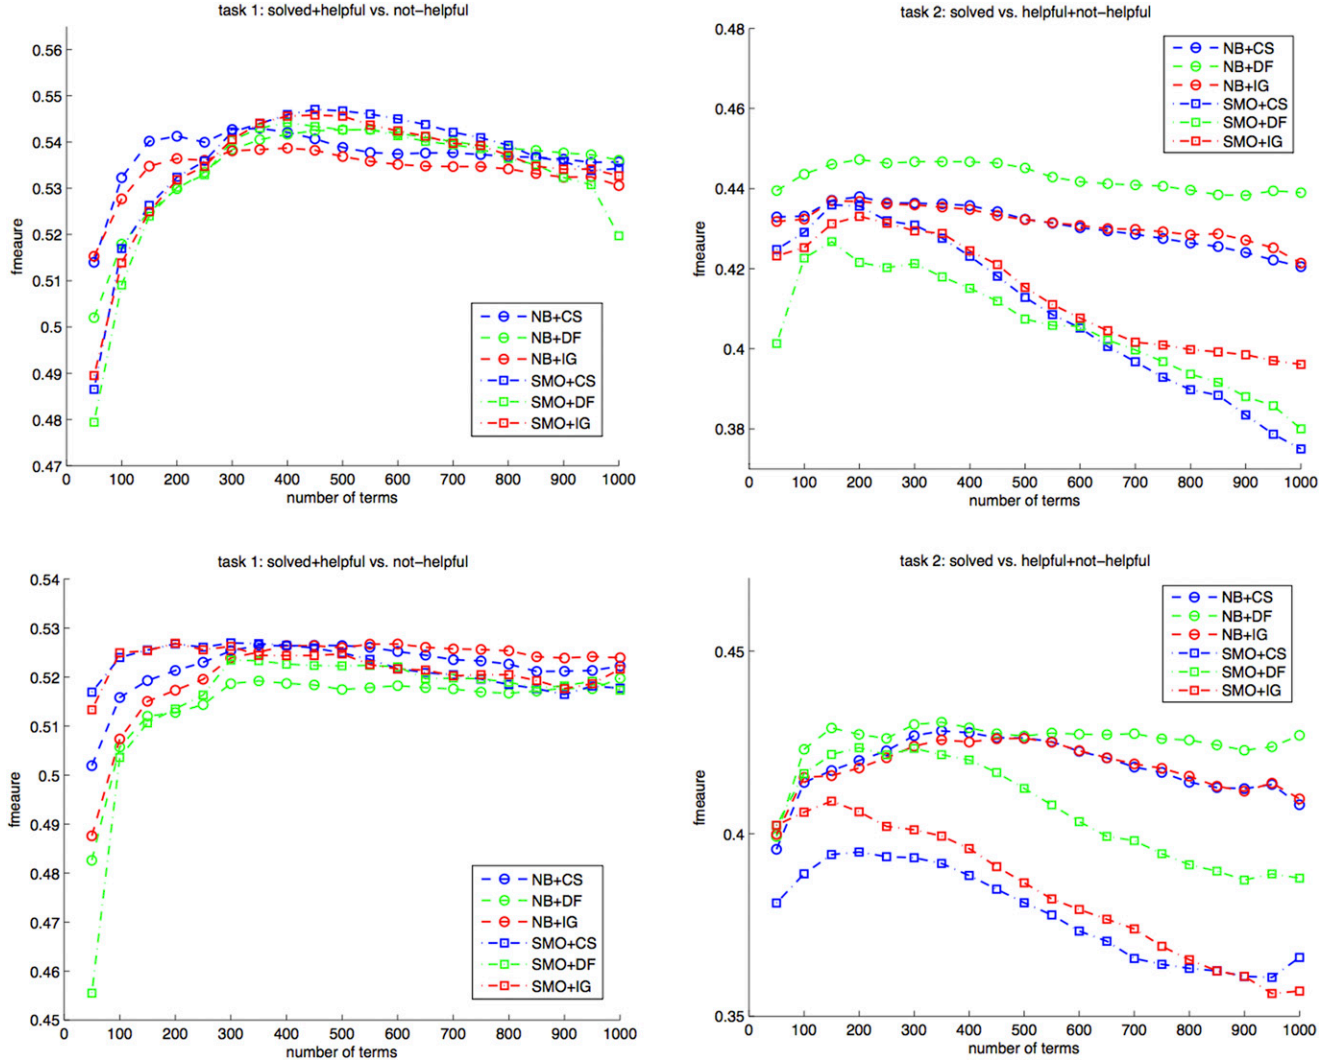 task 1: solved+helpful vs. not-helpful
0.56
0.55
0.54
0.53
0.52
0.51
0.5
0.49
0.48
0.47
fmeaure
0 100 200 300 400 500 600 700 800 900 1000
number of terms
NB+CS
NB+DF
NB+IG
SMO+CS
SMO+DF
SMO+IG
task 2: solved vs. helpful+not-helpful
0.48
0.46
0.44
0.42
0.4
0.38
fmeaure
0 100 200 300 400 500 600 700 800 900 1000
number of terms
NB+CS
NB+DF
NB+IG
SMO+CS
SMO+DF
SMO+IG
task 1: solved+helpful vs. not-helpful
0.54
0.53
0.52
0.51
0.5
0.49
0.48
0.47
0.46
0.45
fmeaure
0 100 200 300 400 500 600 700 800 900 1000
number of terms
NB+CS
NB+DF
NB+IG
SMO+CS
SMO+DF
SMO+IG
task 2: solved vs. helpful+not-helpful
0.45
0.4
0.35
fmeaure
0 100 200 300 400 500 600 700 800 900 1000
number of terms
NB+CS
NB+DF
NB+IG
SMO+CS
SMO+DF
SMO+IG